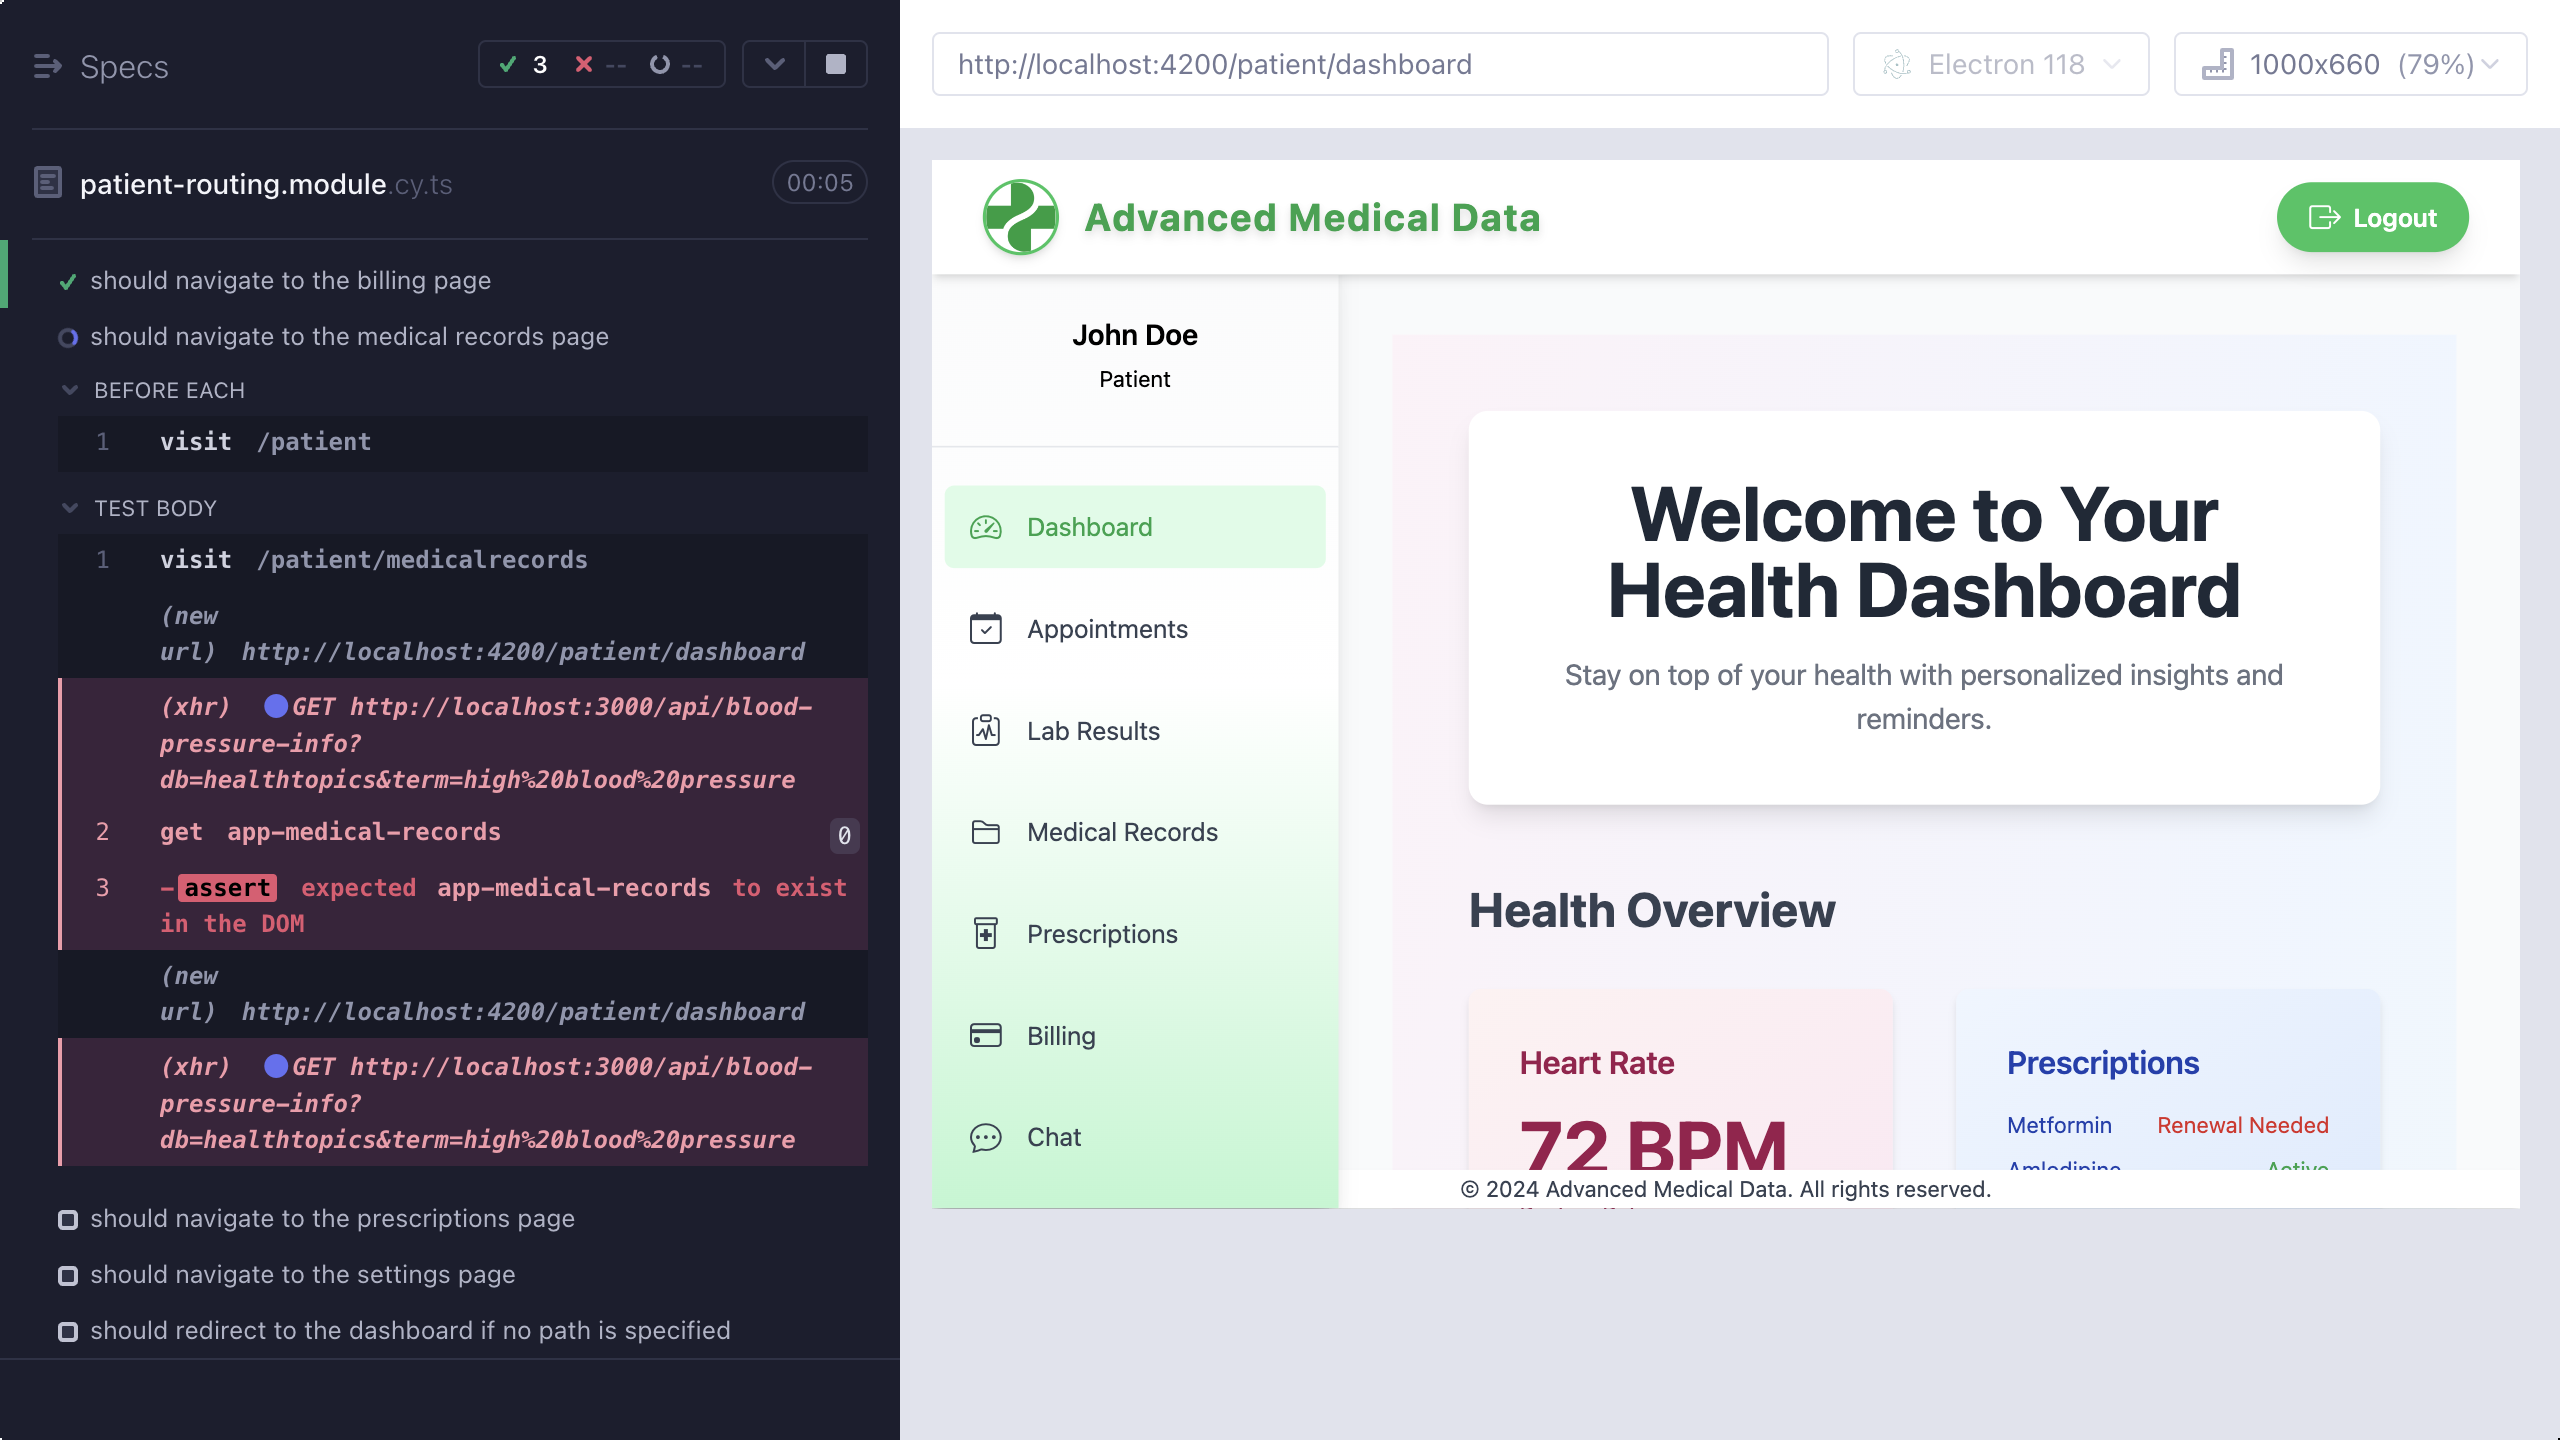 Specs
3 -- --
patient-routing.module.cy.ts 00:05
should navigate to the billing page
should navigate to the medical records page
BEFORE EACH
1 visit /patient
TEST BODY
1 visit /patient/medicalrecords
(new
url) http://localhost:4200/patient/dashboard
(xhr) GET http://localhost:3000/api/blood-
pressure-info?
db=healthtopics&term=high%20blood%20pressure
2 get app-medical-records 0
3 -assert expected app-medical-records to exist
in the DOM
(new
url) http://localhost:4200/patient/dashboard
(xhr) GET http://localhost:3000/api/blood-
pressure-info?
db=healthtopics&term=high%20blood%20pressure
should navigate to the prescriptions page
should navigate to the settings page
should redirect to the dashboard if no path is specified
http://localhost:4200/patient/dashboard
Electron 118
1000x660 (79%)
Advanced Medical Data
Logout
John Doe
Patient
Dashboard
Appointments
Lab Results
Medical Records
Prescriptions
Billing
Chat
Welcome to Your
Health Dashboard
Stay on top of your health with personalized insights and
reminders.
Health Overview
Heart Rate
72 BPM
Prescriptions
Metformin Renewal Needed
Amlodipine Active
© 2024 Advanced Medical Data. All rights reserved.